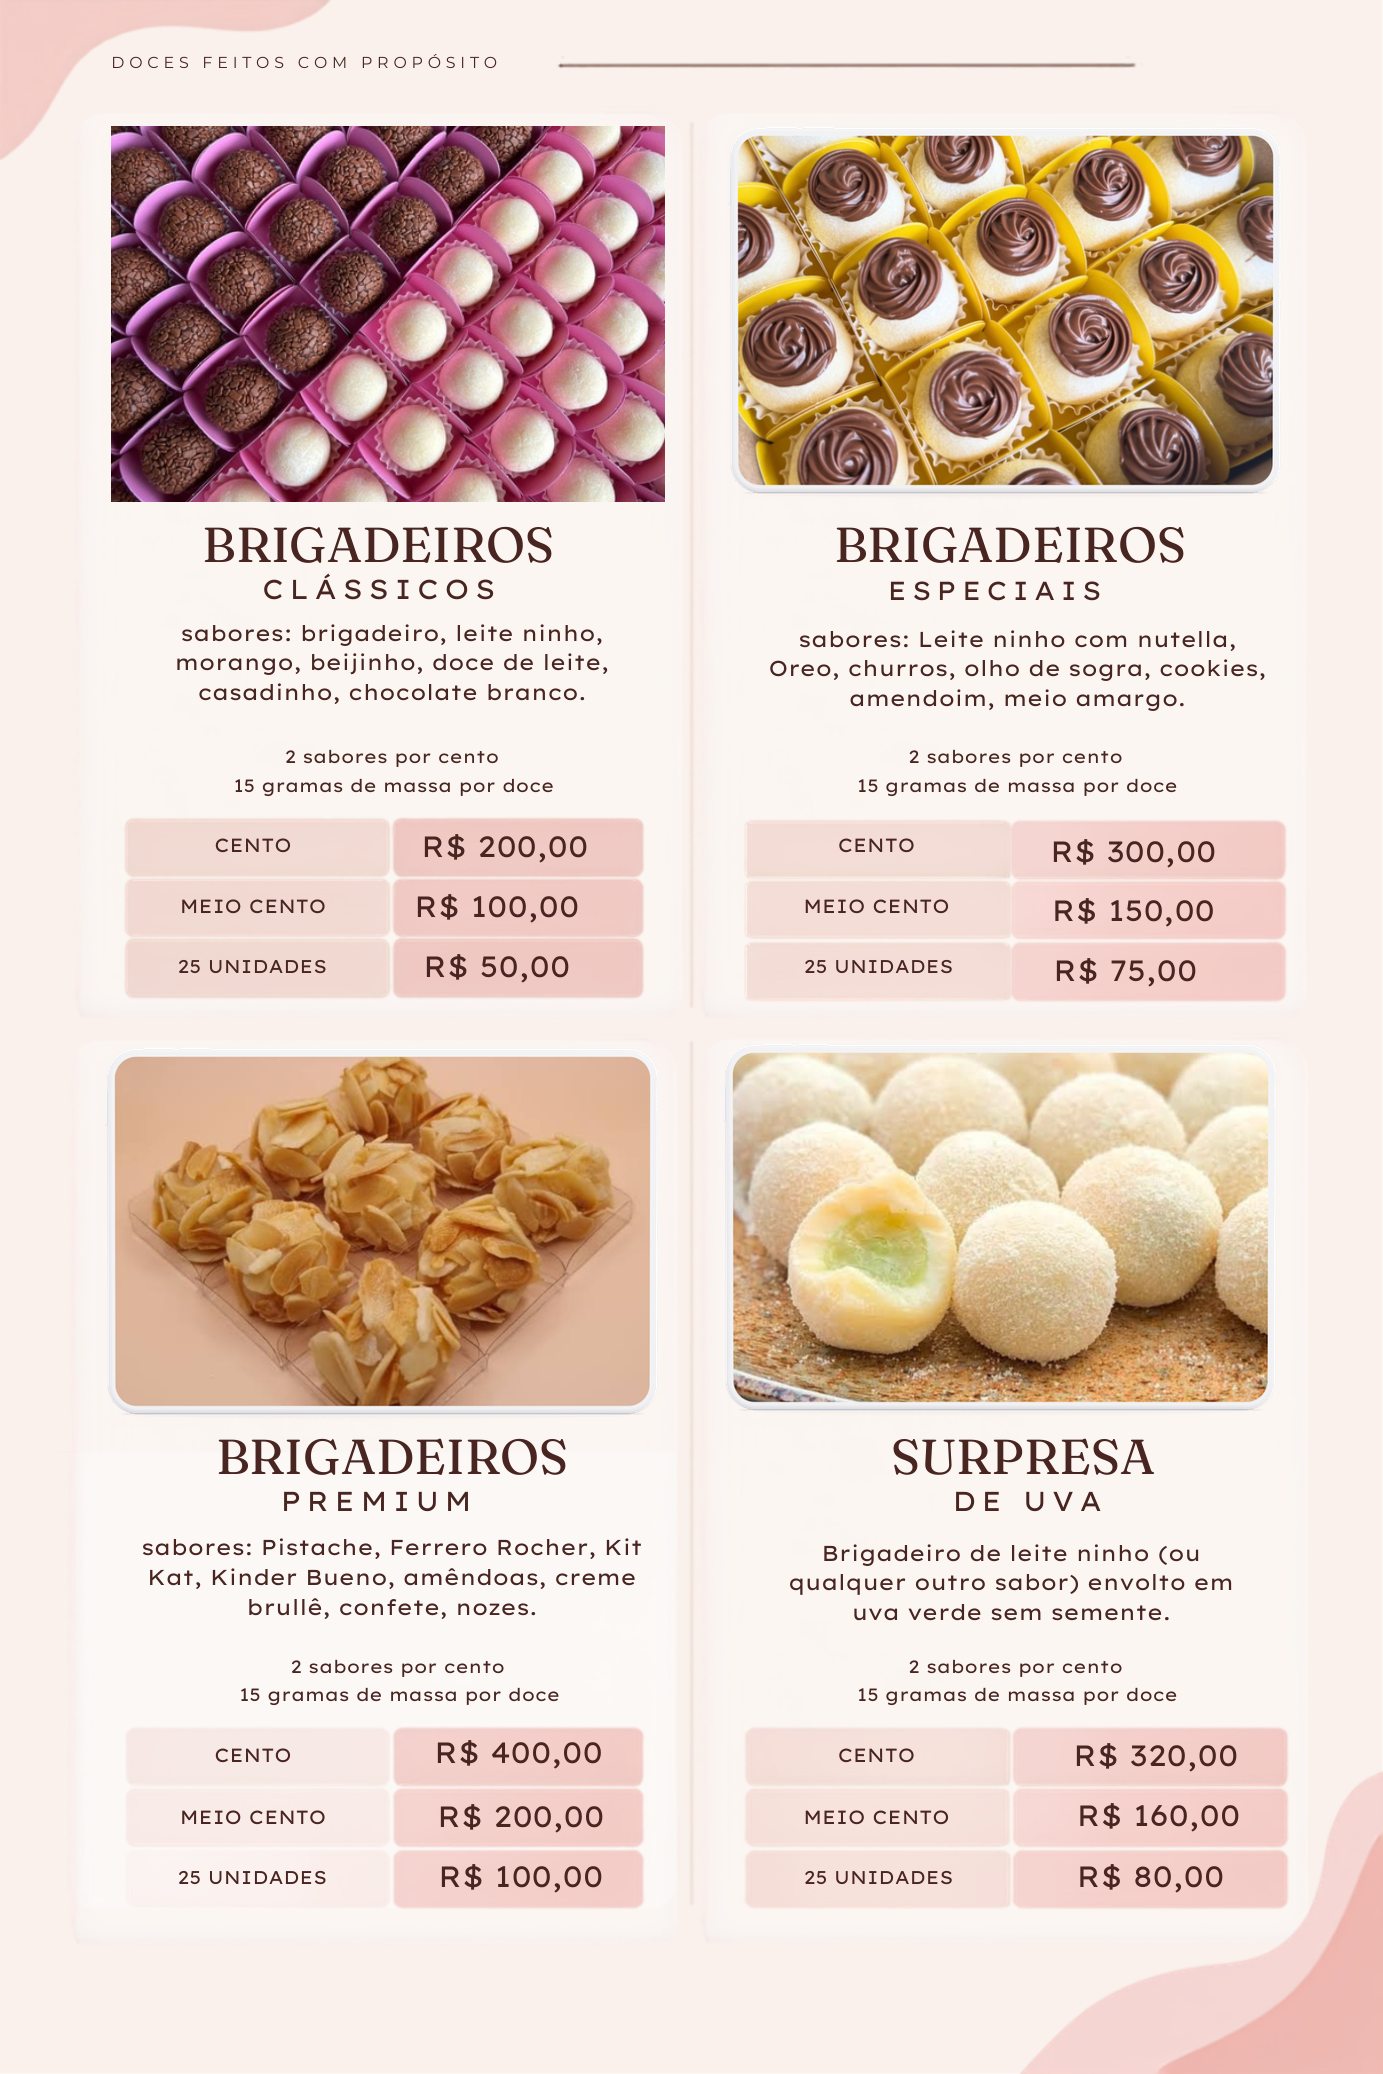 DOCES FEITOS COM PROPÓSITO
BRIGADEIROS
CLÁSSICOS
sabores: brigadeiro, leite ninho,
morango, beijinho, doce de leite,
casadinho, chocolate branco.
2 sabores por cento
15 gramas de massa por doce
CENTO R$ 200,00
MEIO CENTO R$ 100,00
25 UNIDADES R$ 50,00
BRIGADEIROS
ESPECIAIS
sabores: Leite ninho com nutella,
Oreo, churros, olho de sogra, cookies,
amendoim, meio amargo.
2 sabores por cento
15 gramas de massa por doce
CENTO R$ 300,00
MEIO CENTO R$ 150,00
25 UNIDADES R$ 75,00
BRIGADEIROS
PREMIUM
sabores: Pistache, Ferrero Rocher, Kit
Kat, Kinder Bueno, amêndoas, creme
brullê, confete, nozes.
2 sabores por cento
15 gramas de massa por doce
CENTO R$ 400,00
MEIO CENTO R$ 200,00
25 UNIDADES R$ 100,00
SURPRESA
DE UVA
Brigadeiro de leite ninho (ou
qualquer outro sabor) envolto em
uva verde sem semente.
2 sabores por cento
15 gramas de massa por doce
CENTO R$ 320,00
MEIO CENTO R$ 160,00
25 UNIDADES R$ 80,00